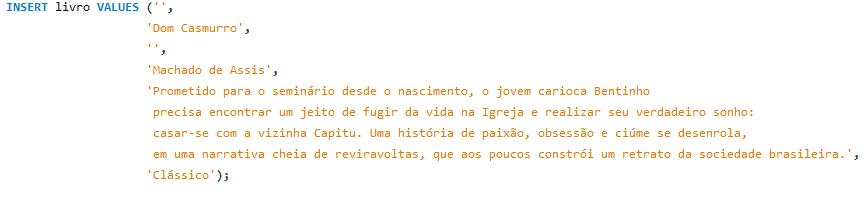 INSERT livro VALUES ('',
'Dom Casmurro',
'',
'Machado de Assis',
'Prometido para o seminário desde o nascimento, o jovem carioca Bentinho
precisa encontrar um jeito de fugir da vida na Igreja e realizar seu verdadeiro sonho:
casar-se com a vizinha Capitu. Uma história de paixão, obsessão e ciúme se desenrola,
em uma narrativa cheia de reviravoltas, que aos poucos constrói um retrato da sociedade brasileira.',
'Clássico');